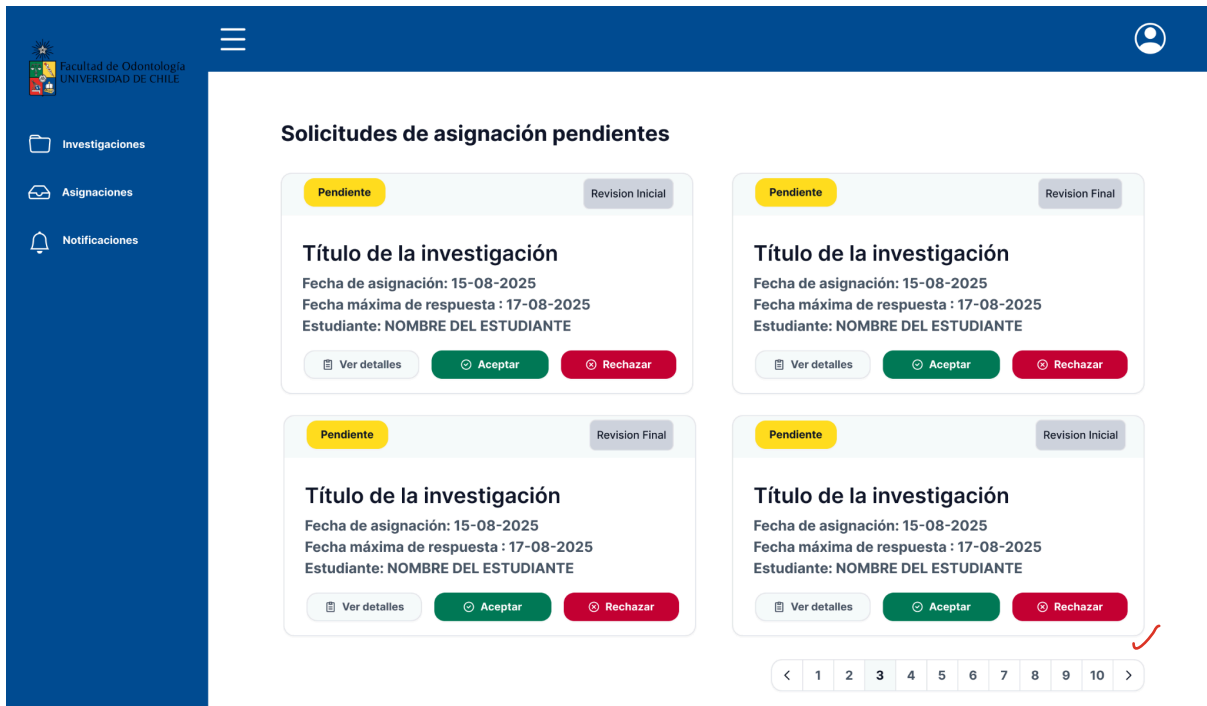 Facultad de Odontología
UNIVERSIDAD DE CHILE
Investigaciones
Asignaciones
Notificaciones
Solicitudes de asignación pendientes
Pendiente
Revision Inicial
Título de la investigación
Fecha de asignación: 15-08-2025
Fecha máxima de respuesta : 17-08-2025
Estudiante: NOMBRE DEL ESTUDIANTE
Ver detalles
Aceptar
Rechazar
Pendiente
Revision Final
Título de la investigación
Fecha de asignación: 15-08-2025
Fecha máxima de respuesta : 17-08-2025
Estudiante: NOMBRE DEL ESTUDIANTE
Ver detalles
Aceptar
Rechazar
Pendiente
Revision Final
Título de la investigación
Fecha de asignación: 15-08-2025
Fecha máxima de respuesta : 17-08-2025
Estudiante: NOMBRE DEL ESTUDIANTE
Ver detalles
Aceptar
Rechazar
Pendiente
Revision Inicial
Título de la investigación
Fecha de asignación: 15-08-2025
Fecha máxima de respuesta : 17-08-2025
Estudiante: NOMBRE DEL ESTUDIANTE
Ver detalles
Aceptar
Rechazar
< 1 2 3 4 5 6 7 8 9 10 >